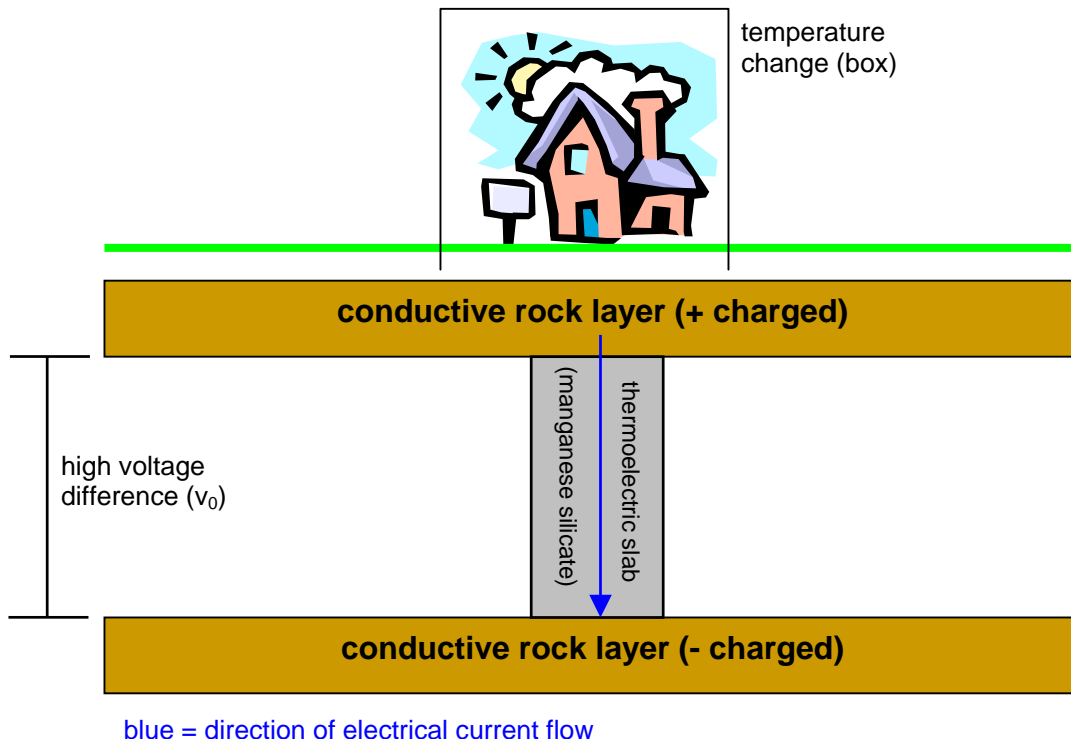 temperature
change (box)
conductive rock layer (+ charged)
thermoelectric slab
(manganese silicate)
high voltage
difference (v₀)
conductive rock layer (- charged)
blue = direction of electrical current flow